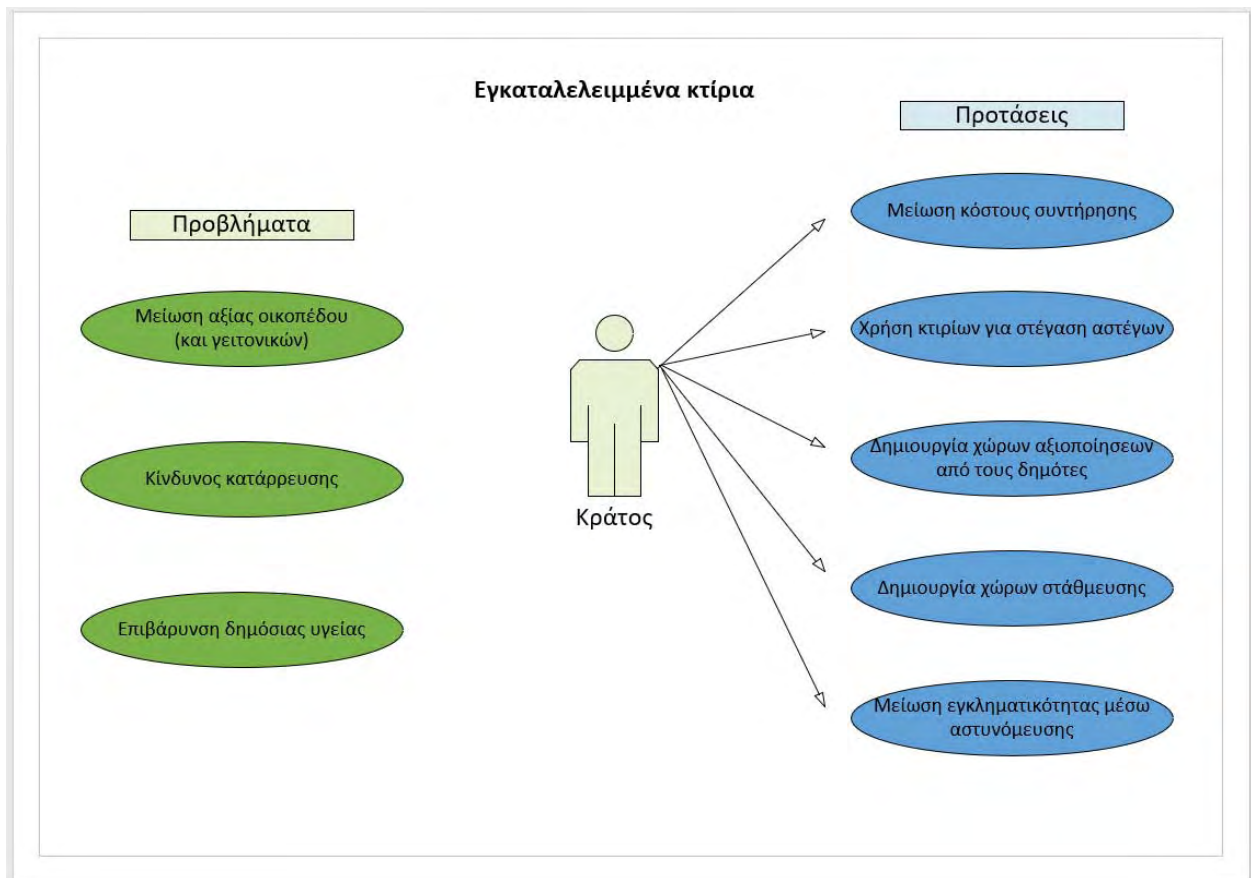 Εγκαταλελειμμένα κτίρια
Προβλήματα
Μείωση αξίας οικοπέδου
(και γειτονικών)
Κίνδυνος κατάρρευσης
Επιβάρυνση δημόσιας υγείας
Κράτος
Προτάσεις
Μείωση κόστους συντήρησης
Χρήση κτιρίων για στέγαση αστέγων
Δημιουργία χώρων αξιοποίησεων
από τους δημότες
Δημιουργία χώρων στάθμευσης
Μείωση εγκληματικότητας μέσω
αστυνόμευσης